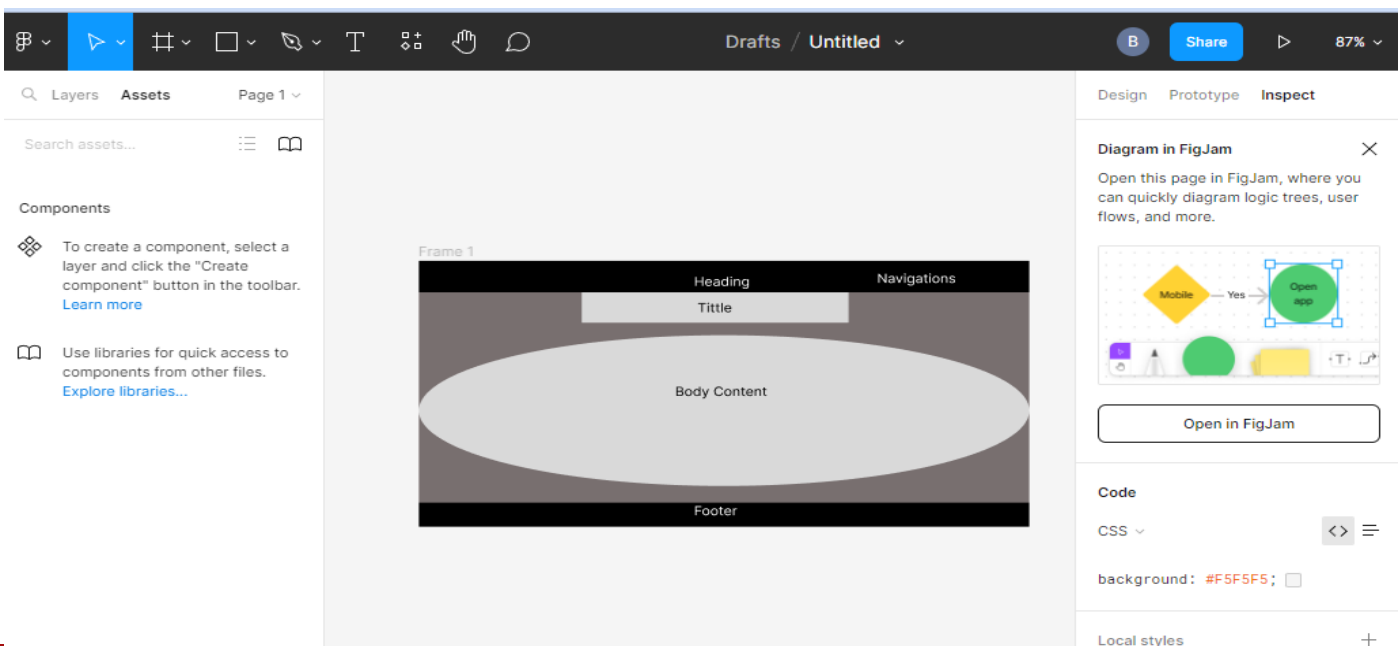 Drafts / Untitled
B
Share
87%
Layers Assets Page 1
Search assets...
Components
To create a component, select a
layer and click the "Create
component" button in the toolbar.
Learn more
Use libraries for quick access to
components from other files.
Explore libraries...
Frame 1
Heading
Navigations
Tittle
Body Content
Footer
Design Prototype Inspect
Diagram in FigJam
Open this page in FigJam, where you
can quickly diagram logic trees, user
flows, and more.
Mobile
Yes
Open
app
T
Open in FigJam
Code
CSS
background: #F5F5F5;
Local styles